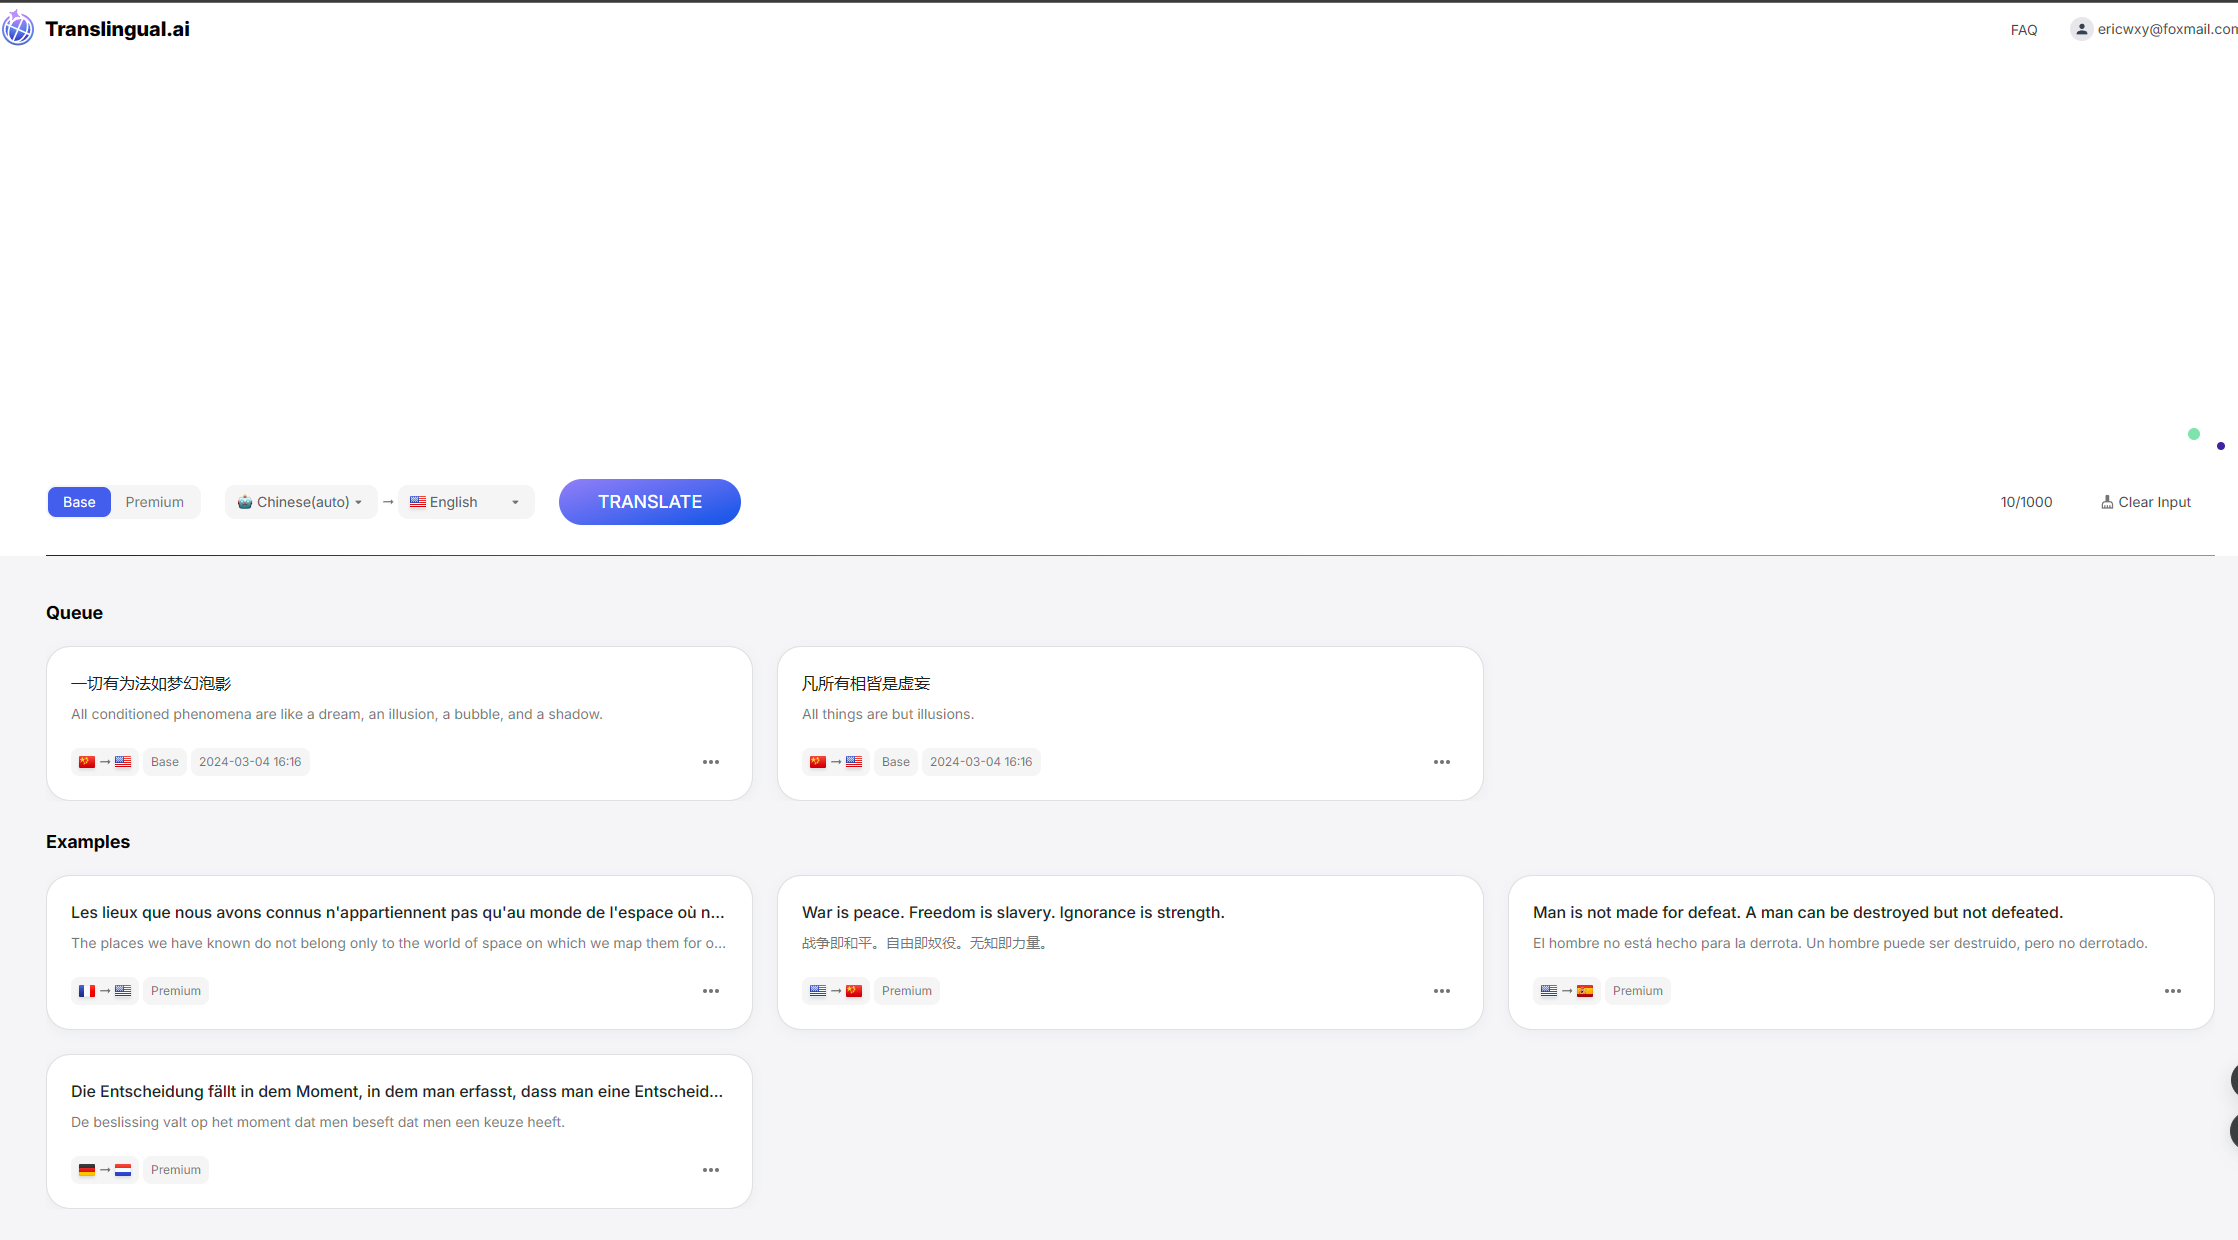 Translingual.ai
FAQ
ericwxy@foxmail.com
Base Premium
Chinese(auto) → English
TRANSLATE
10/1000
Clear Input
Queue
一切有为法如梦幻泡影
All conditioned phenomena are like a dream, an illusion, a bubble, and a shadow.
→ Base 2024-03-04 16:16
凡所有相皆是虚妄
All things are but illusions.
→ Base 2024-03-04 16:16
Examples
Les lieux que nous avons connus n'appartiennent pas qu'au monde de l'espace où n...
The places we have known do not belong only to the world of space on which we map them for o...
→ Premium
War is peace. Freedom is slavery. Ignorance is strength.
战争即和平。自由即奴役。无知即力量。
→ Premium
Man is not made for defeat. A man can be destroyed but not defeated.
El hombre no está hecho para la derrota. Un hombre puede ser destruido, pero no derrotado.
→ Premium
Die Entscheidung fällt in dem Moment, in dem man erfasst, dass man eine Entscheid...
De beslissing valt op het moment dat men beseft dat men een keuze heeft.
→ Premium